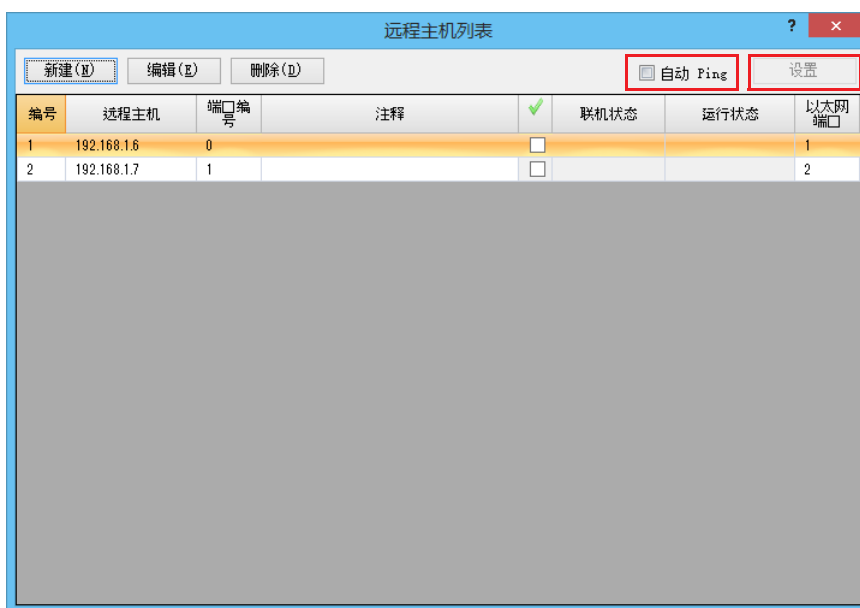 远程主机列表
?
新建(N) 编辑(E) 删除(D) 自动 Ping 设置
编号 远程主机 端口编号 注释 联机状态 运行状态 以太网端口
1 192.168.1.6 0 1
2 192.168.1.7 1 2